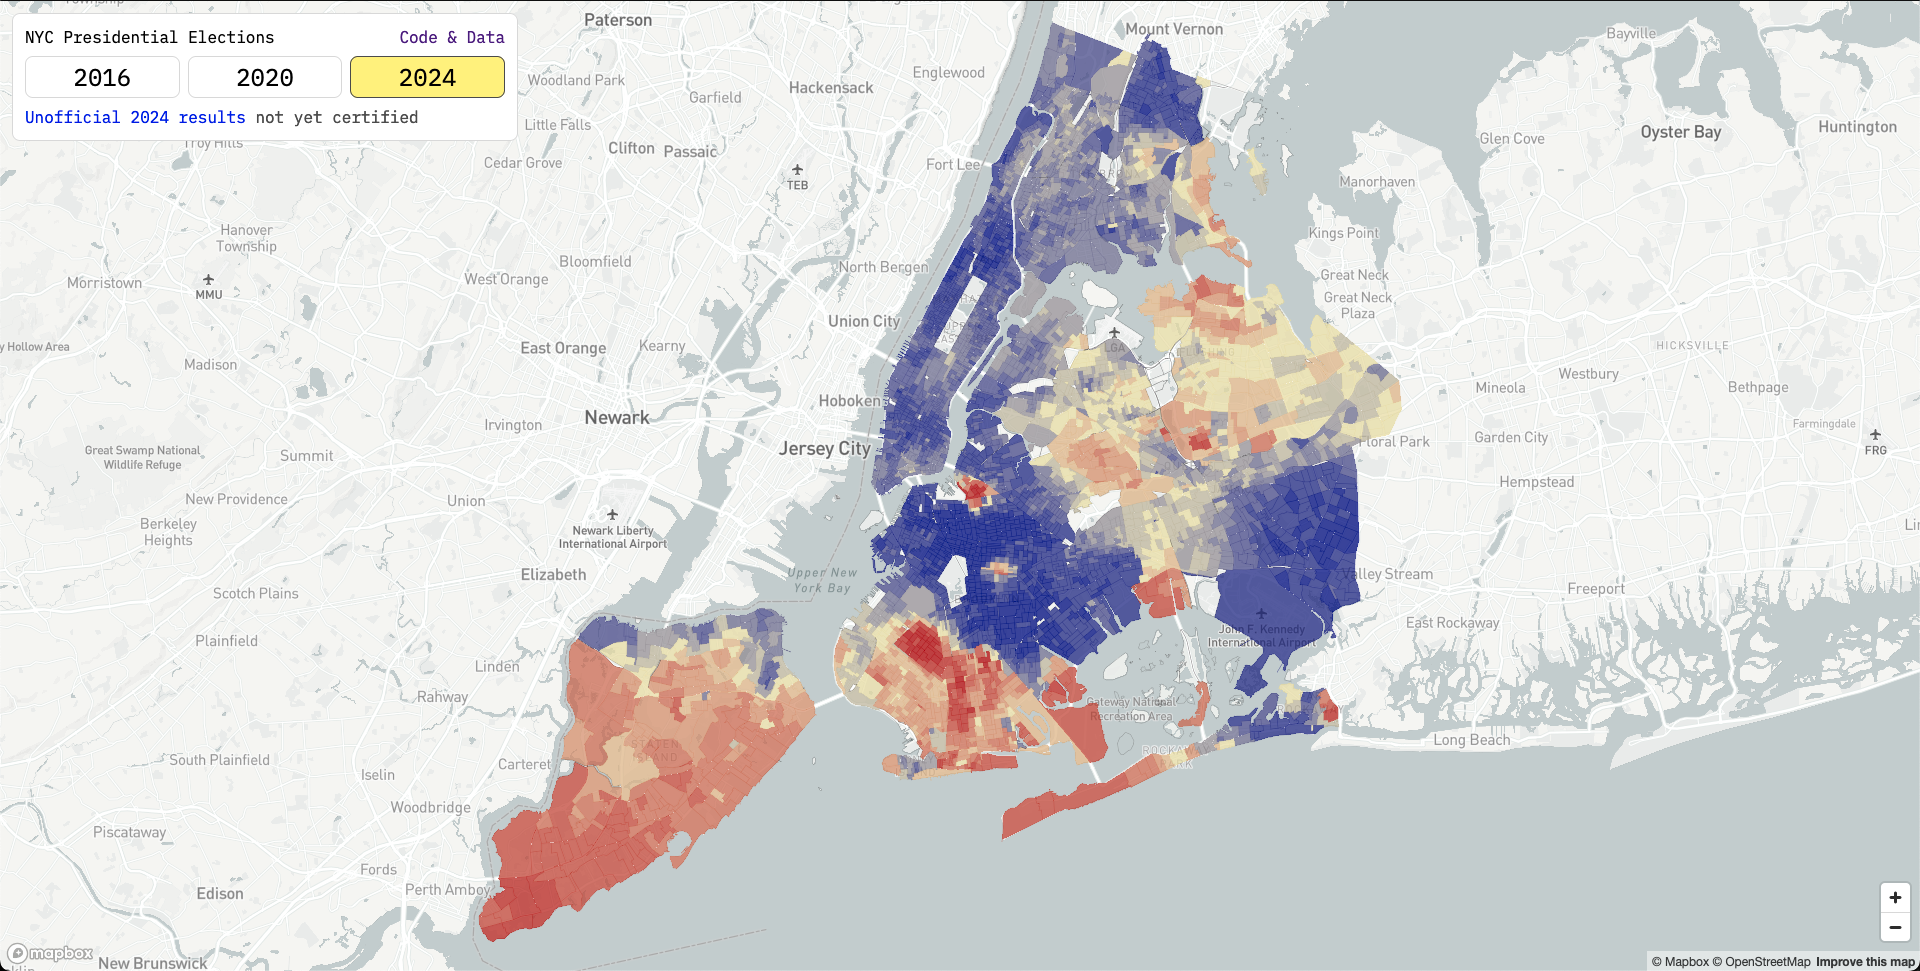 NYC Presidential Elections
Code & Data
2016
2020
2024
Unofficial 2024 results not yet certified
Paterson
Mount Vernon
Bayville
Woodland Park
Englewood
Hackensack
Garfield
Glen Cove
Oyster Bay
Huntington
Little Falls
Troy Hills
Clifton
Passaic
Cedar Grove
Fort Lee
TEB
Manorhaven
Hanover
Township
Kings Point
Bloomfield
North Bergen
Great Neck
Morristown
MMU
West Orange
Great Neck
Plaza
Union City
LGA
y Hollow Area
East Orange
Kearny
HICKSVILLE
Madison
Westbury
Mineola
Bethpage
Hoboken
Newark
Irvington
Farmingdale
Garden City
FRG
Floral Park
Great Swamp National
Wildlife Refuge
Summit
Jersey City
Hempstead
New Providence
Union
Berkeley
Heights
Newark Liberty
International Airport
Elizabeth
Upper New
York Bay
Valley Stream
Freeport
Scotch Plains
John F. Kennedy
International Airport
East Rockaway
Plainfield
Linden
Rahway
Gateway National
Recreation Area
Long Beach
STATEN
ISLAND
ROCKAWAY
PARK
South Plainfield
Iselin
Carteret
Woodbridge
Piscataway
Fords
Perth Amboy
Edison
New Brunswick
mapbox
+
−
© Mapbox © OpenStreetMap Improve this map